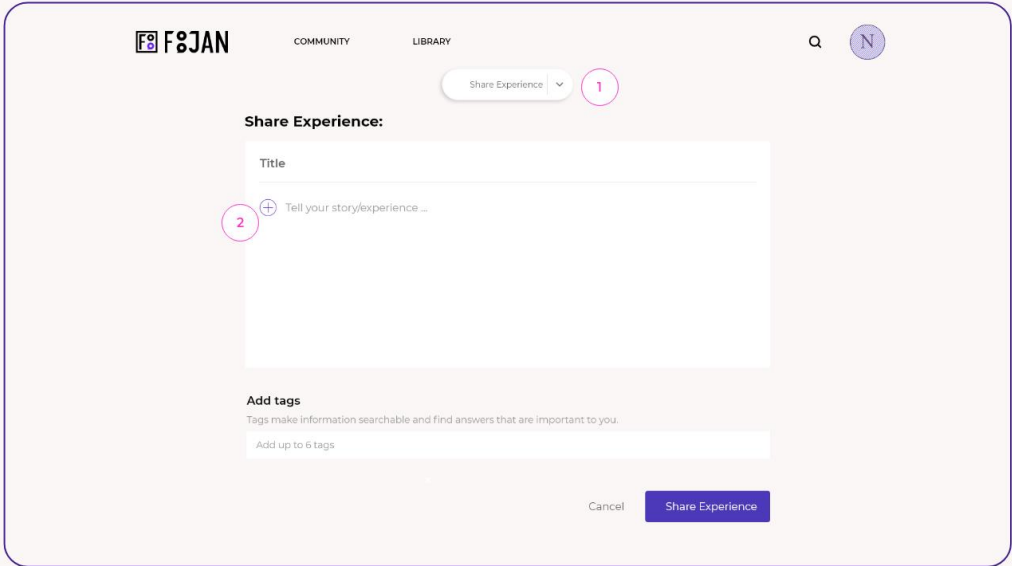 F8JAN
COMMUNITY
LIBRARY
N
Share Experience
1
Share Experience:
Title
2
Tell your story/experience ...
Add tags
Tags make information searchable and find answers that are important to you.
Add up to 6 tags
Cancel
Share Experience